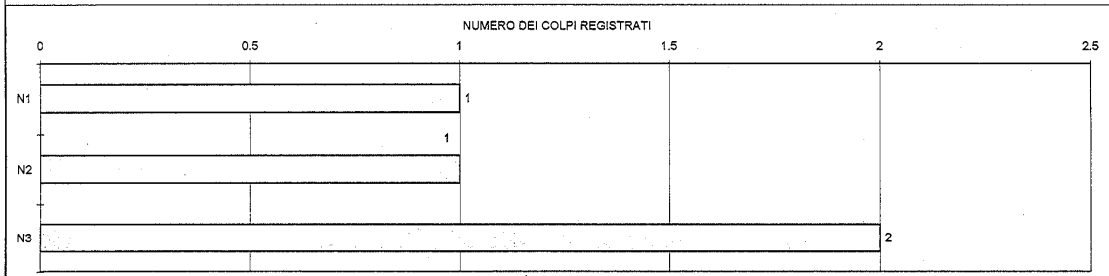 NUMERO DEI COLPI REGISTRATI
0 0.5 1 1.5 2 2.5
N1 1
1
N2
N3 2